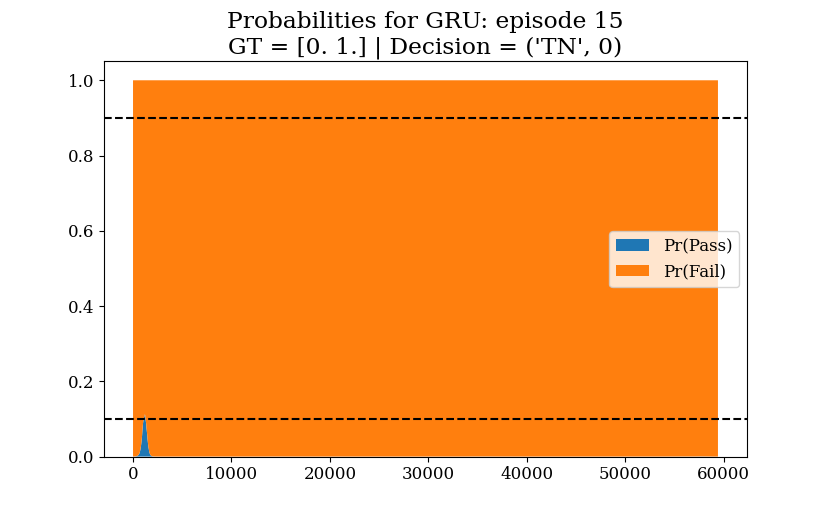 Probabilities for GRU: episode 15
GT = [0. 1.] | Decision = ('TN', 0)
1.0
0.8
0.6
0.4
0.2
0.0
Pr(Pass)
Pr(Fail)
0 10000 20000 30000 40000 50000 60000